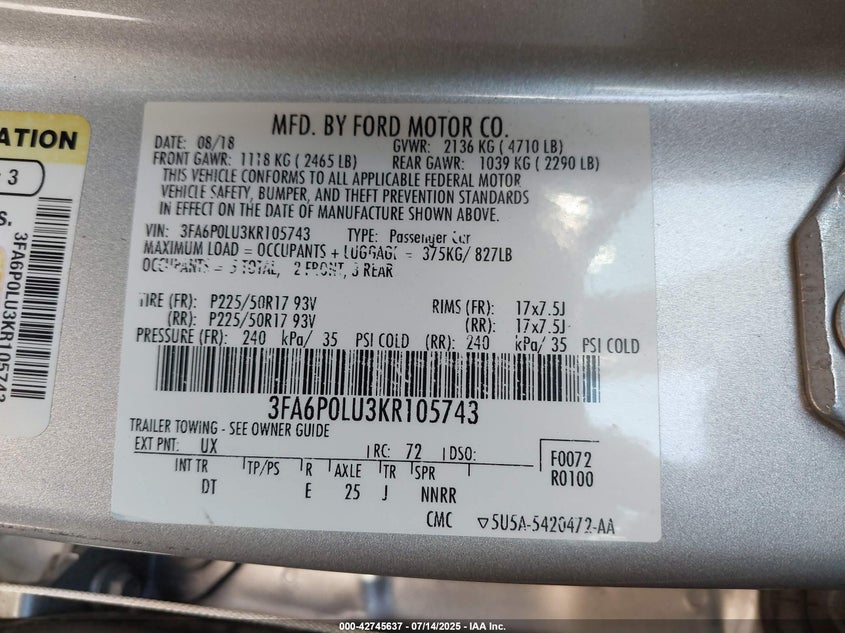 ATION
3
S.
3FA6P0LU3KR105743
MFD. BY FORD MOTOR CO.
DATE: 08/18 GVWR: 2136 KG ( 4710 LB)
FRONT GAWR: 1118 KG ( 2465 LB) REAR GAWR: 1039 KG ( 2290 LB)
THIS VEHICLE CONFORMS TO ALL APPLICABLE FEDERAL MOTOR
VEHICLE SAFETY, BUMPER, AND THEFT PREVENTION STANDARDS
IN EFFECT ON THE DATE OF MANUFACTURE SHOWN ABOVE.
VIN: 3FA6P0LU3KR105743 TYPE: Passenger Car
MAXIMUM LOAD = OCCUPANTS + LUGGAGE = 375KG/ 827LB
OCCUPANTS = 5 TOTAL, 2 FRONT, 3 REAR
TIRE (FR): P225/50R17 93V RIMS (FR): 17x7.5J
(RR): P225/50R17 93V (RR): 17x7.5J
PRESSURE (FR): 240 kPa/ 35 PSI COLD (RR): 240 kPa/ 35 PSI COLD
3FA6P0LU3KR105743
TRAILER TOWING - SEE OWNER GUIDE
EXT PNT: UX RC: 72 DSO: F0072
INT TR TP/PS R AXLE TR SPR R0100
DT E 25 J NNRR
CMC ▽5U5A-5420472-AA
000-42745637 - 07/14/2025 - IAA Inc.